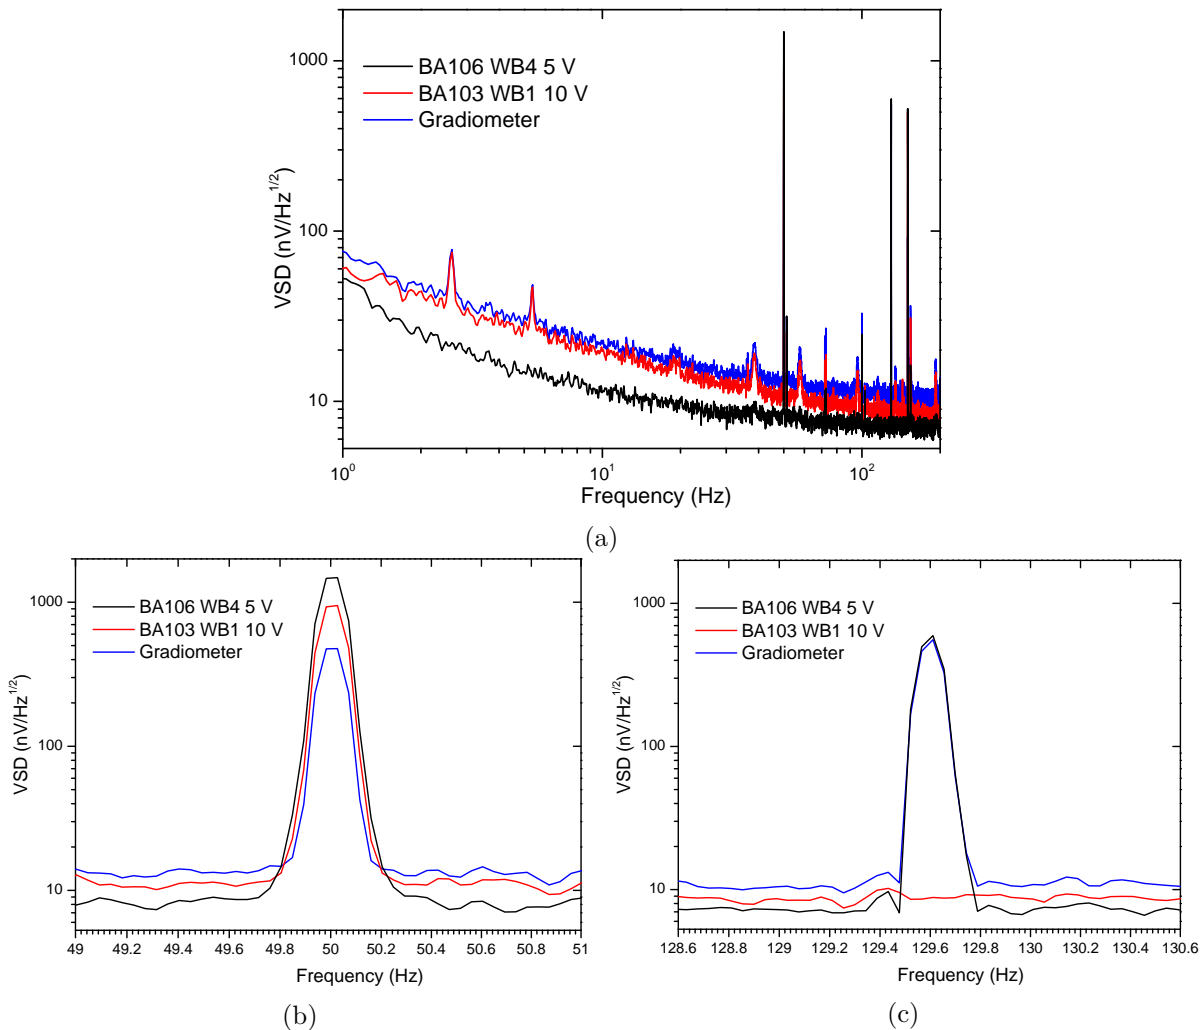 1000
100
10
VSD (nV/Hz^1/2)
BA106 WB4 5 V
BA103 WB1 10 V
Gradiometer
10^0 10^1 10^2
Frequency (Hz)
(a)
1000
100
10
VSD (nV/Hz^1/2)
BA106 WB4 5 V
BA103 WB1 10 V
Gradiometer
49 49.2 49.4 49.6 49.8 50 50.2 50.4 50.6 50.8 51
Frequency (Hz)
(b)
1000
100
10
VSD (nV/Hz^1/2)
BA106 WB4 5 V
BA103 WB1 10 V
Gradiometer
128.6 128.8 129 129.2 129.4 129.6 129.8 130 130.2 130.4 130.6
Frequency (Hz)
(c)